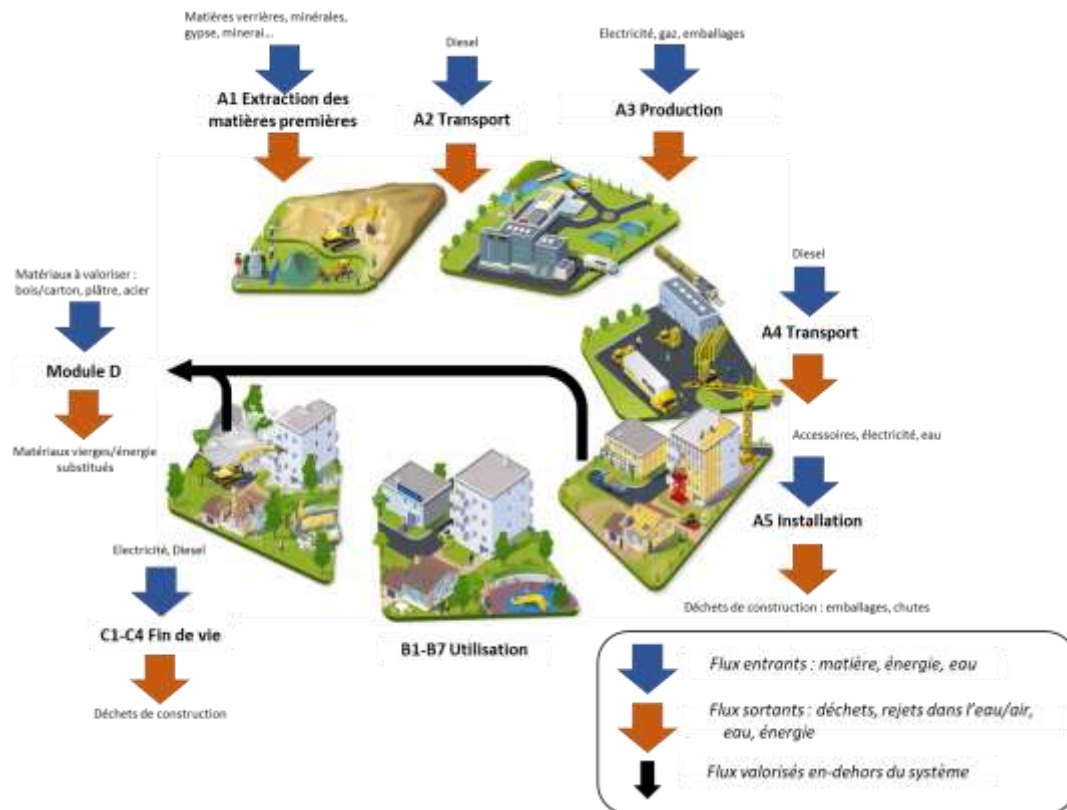 Matières verrières, minérales,
gypse, minerai...
Diesel
Electricité, gaz, emballages
A1 Extraction des
matières premières
A2 Transport
A3 Production
Matériaux à valoriser :
bois/carton, plâtre, acier
Diesel
A4 Transport
Module D
Matériaux vierges/énergie
substitués
Accessoires, électricité, eau
A5 Installation
Electricité, Diesel
Déchets de construction : emballages, chutes
C1-C4 Fin de vie
B1-B7 Utilisation
Déchets de construction
Flux entrants : matière, énergie, eau
Flux sortants : déchets, rejets dans l'eau/air,
eau, énergie
Flux valorisés en-dehors du système